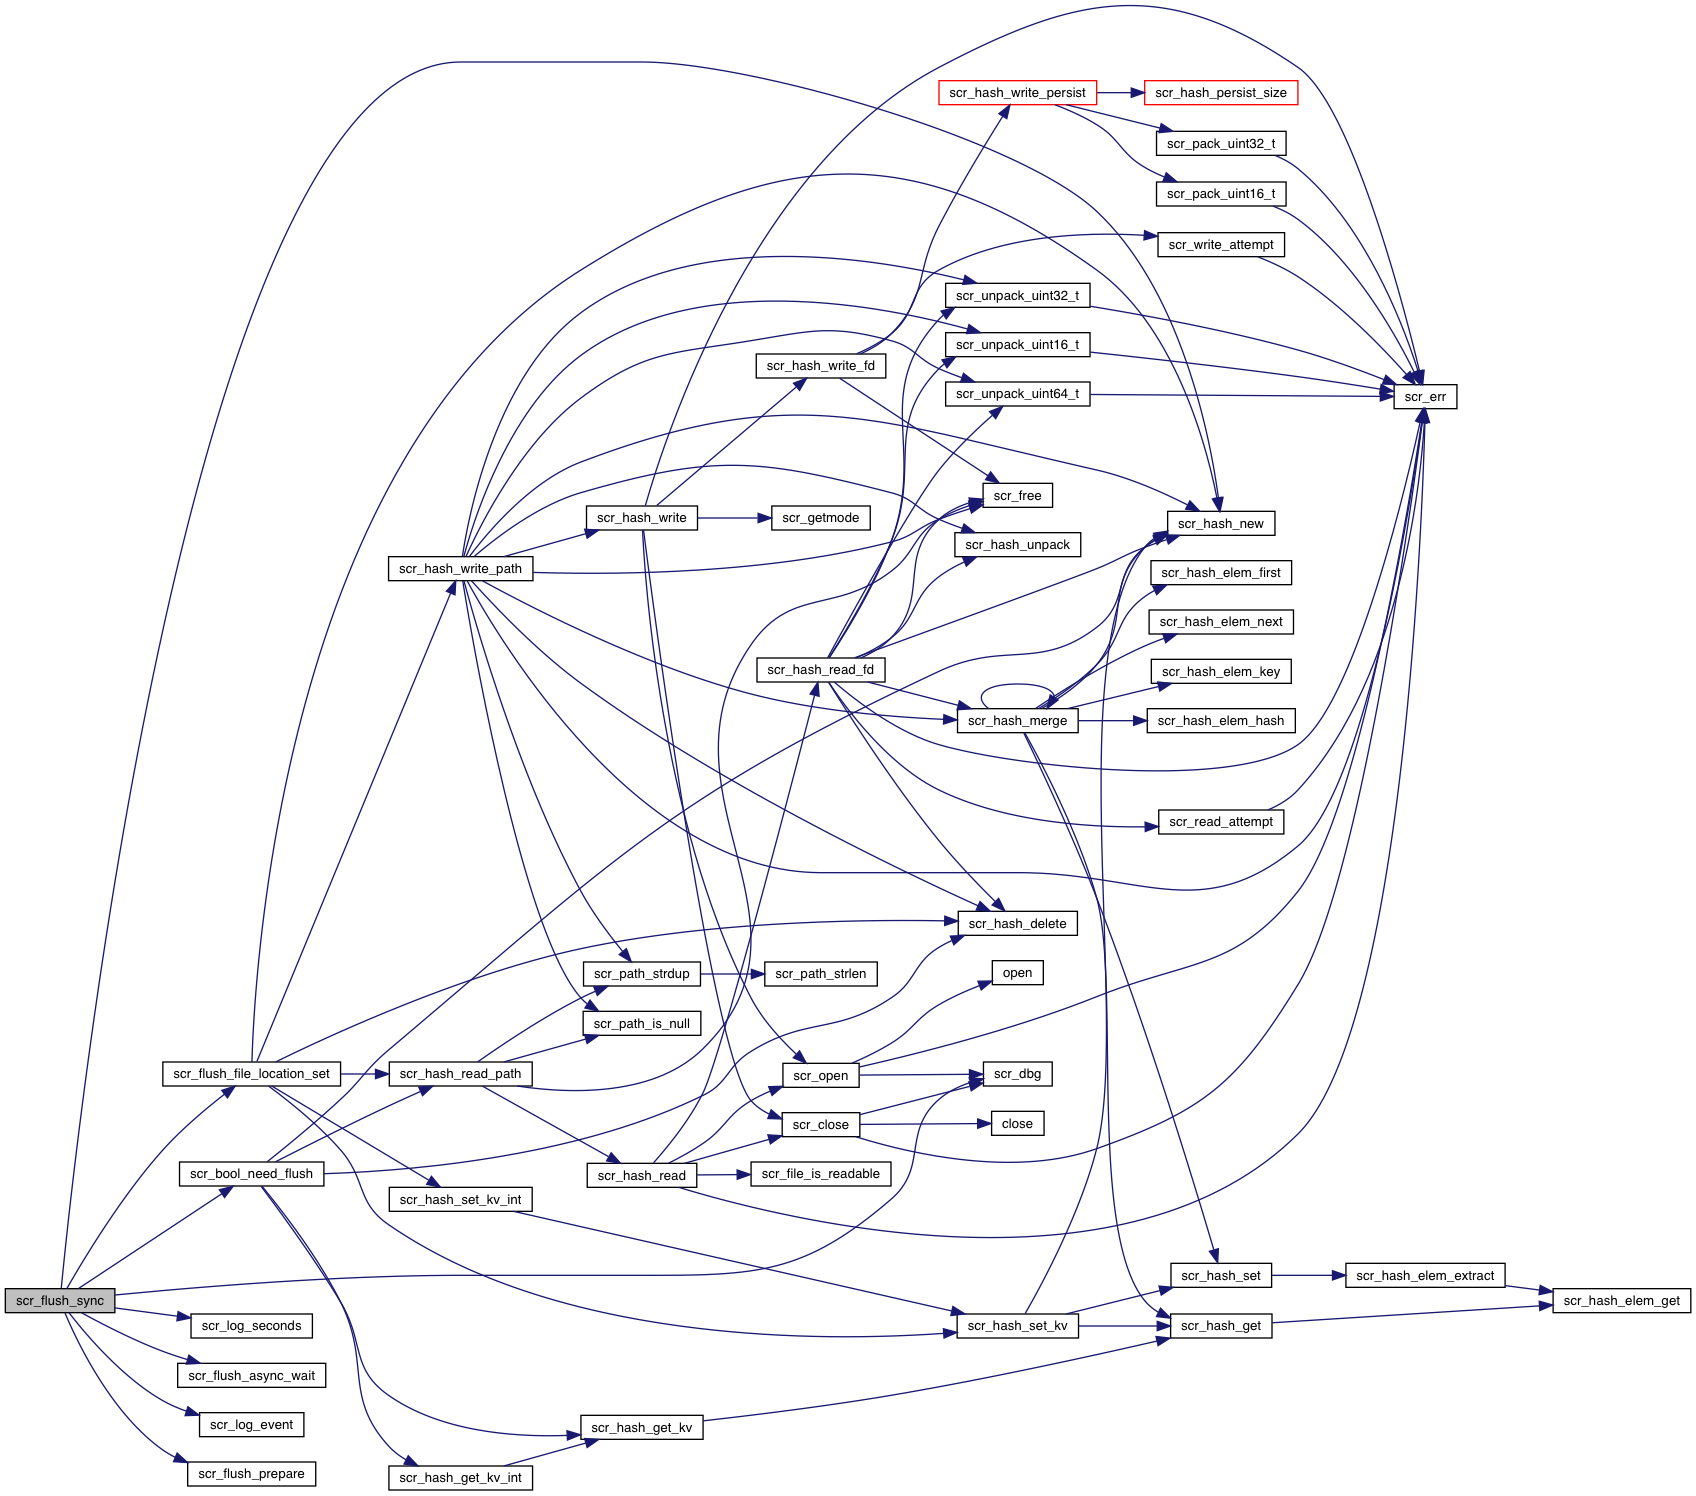 scr_hash_write_persist
scr_hash_persist_size
scr_pack_uint32_t
scr_pack_uint16_t
scr_write_attempt
scr_unpack_uint32_t
scr_unpack_uint16_t
scr_hash_write_fd
scr_unpack_uint64_t
scr_err
scr_free
scr_hash_write
scr_getmode
scr_hash_new
scr_hash_unpack
scr_hash_write_path
scr_hash_elem_first
scr_hash_elem_next
scr_hash_read_fd
scr_hash_elem_key
scr_hash_merge
scr_hash_elem_hash
scr_read_attempt
scr_hash_delete
scr_path_strdup
scr_path_strlen
open
scr_path_is_null
scr_flush_file_location_set
scr_hash_read_path
scr_open
scr_dbg
scr_close
close
scr_bool_need_flush
scr_hash_read
scr_file_is_readable
scr_hash_set_kv_int
scr_hash_set
scr_hash_elem_extract
scr_flush_sync
scr_hash_elem_get
scr_log_seconds
scr_hash_set_kv
scr_hash_get
scr_flush_async_wait
scr_log_event
scr_hash_get_kv
scr_flush_prepare
scr_hash_get_kv_int